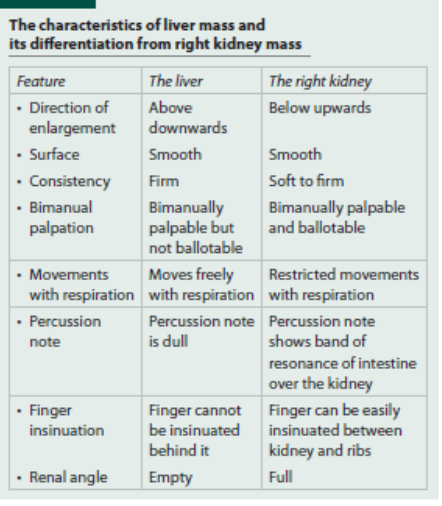 The characteristics of liver mass and
its differentiation from right kidney mass
Feature The liver The right kidney
• Direction of Above Below upwards
enlargement downwards
• Surface Smooth Smooth
• Consistency Firm Soft to firm
• Bimanual Bimanually Bimanually palpable
palpation palpable but and ballotable
not ballotable
• Movements Moves freely Restricted movements
with respiration with respiration with respiration
• Percussion Percussion note Percussion note
note is dull shows band of
resonance of intestine
over the kidney
• Finger Finger cannot Finger can be easily
insinuation be insinuated insinuated between
behind it kidney and ribs
• Renal angle Empty Full